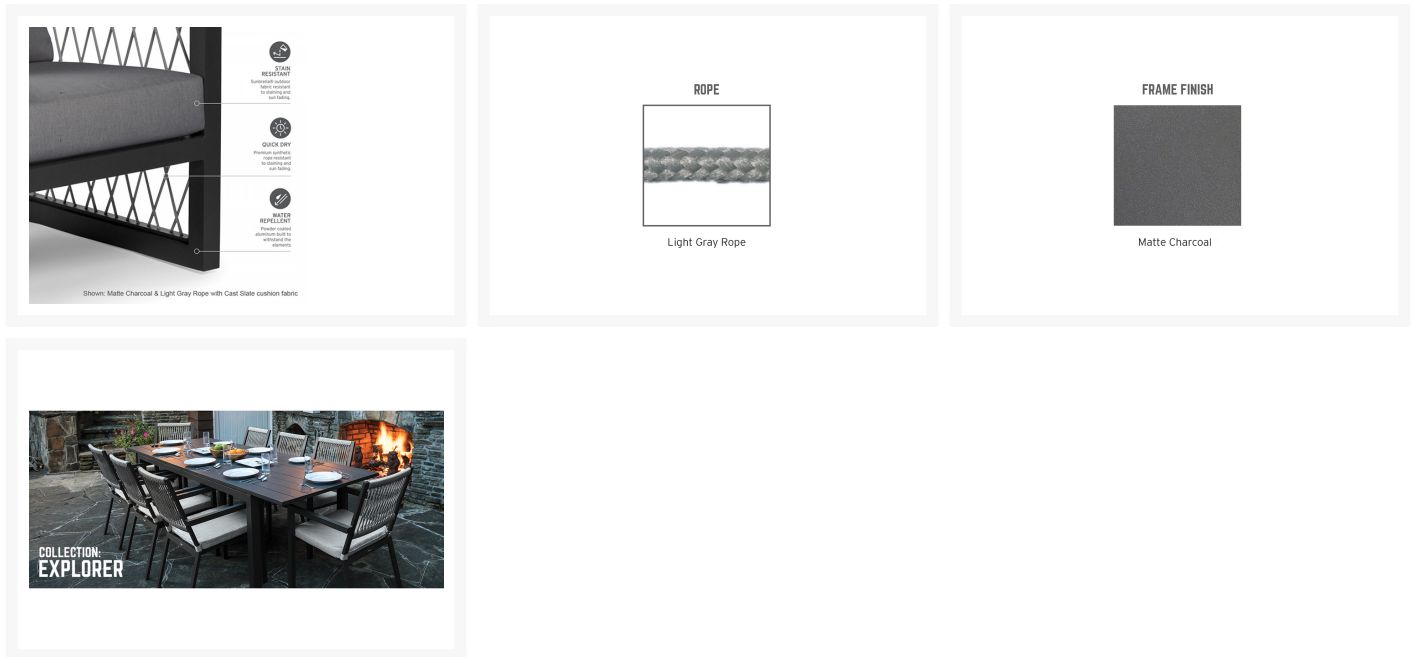 STAIN
RESISTANT
Sunbrella® outdoor
fabric resistant
to staining and
sun fading.
QUICK DRY
Premium synthetic
rope resistant
to staining and
sun fading.
WATER
REPELLENT
Powder coated
aluminum built to
withstand the
elements
Shown: Matte Charcoal & Light Gray Rope with Cast Slate cushion fabric
ROPE
Light Gray Rope
FRAME FINISH
Matte Charcoal
COLLECTION:
EXPLORER